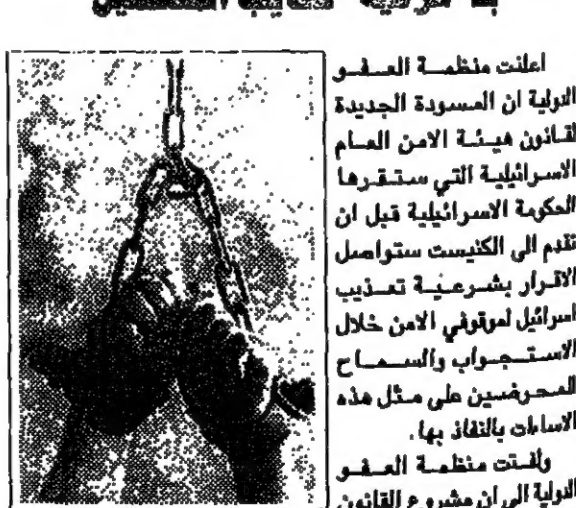 اعلنت منظمة العفو
الدولية ان المسودة الجديدة
لقانون هيئة الامن العام
الاسرائيلية التي ستقرها
الحكومة الاسرائيلية قبل ان
تقدم الى الكنيست ستواصل
الاقرار بشرعية تعذيب
اسرائيل لموقوفي الامن خلال
الاستجواب والسماح
للمحرضين على مثل هذه
الاساءات بالنفاذ بها.
ولفتت منظمة العفو
الدولية الى ان مشروع القانون